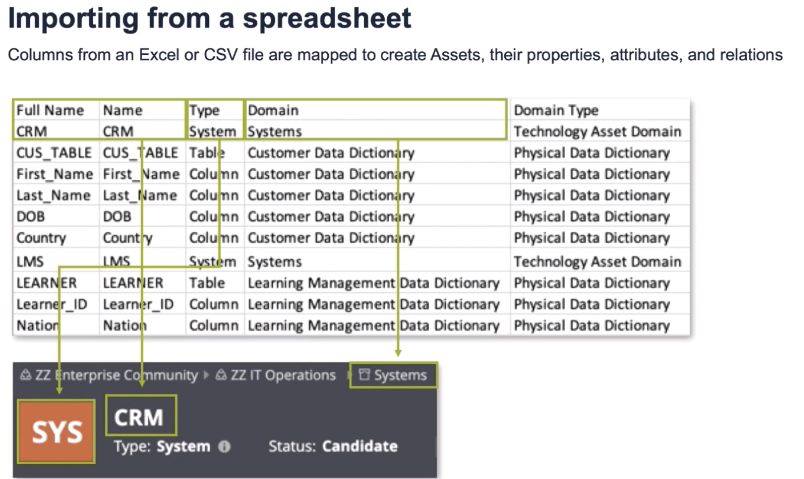 Importing from a spreadsheet
Columns from an Excel or CSV file are mapped to create Assets, their properties, attributes, and relations
Full Name Name Type Domain Domain Type
CRM CRM System Systems Technology Asset Domain
CUS_TABLE CUS_TABLE Table Customer Data Dictionary Physical Data Dictionary
First_Name First_Name Column Customer Data Dictionary Physical Data Dictionary
Last_Name Last_Name Column Customer Data Dictionary Physical Data Dictionary
DOB DOB Column Customer Data Dictionary Physical Data Dictionary
Country Country Column Customer Data Dictionary Physical Data Dictionary
LMS LMS System Systems Technology Asset Domain
LEARNER LEARNER Table Learning Management Data Dictionary Physical Data Dictionary
Learner_ID Learner_ID Column Learning Management Data Dictionary Physical Data Dictionary
Nation Nation Column Learning Management Data Dictionary Physical Data Dictionary
ZZ Enterprise Community ZZ IT Operations Systems
SYS
CRM
Type: System Status: Candidate